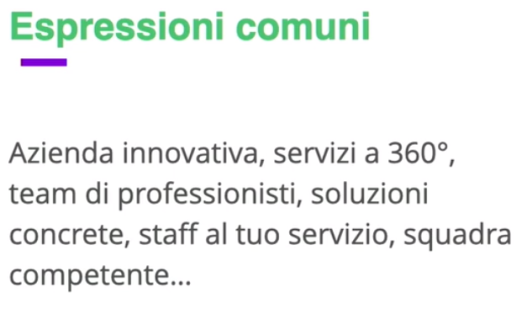 Espressioni comuni
Azienda innovativa, servizi a 360°,
team di professionisti, soluzioni
concrete, staff al tuo servizio, squadra
competente...